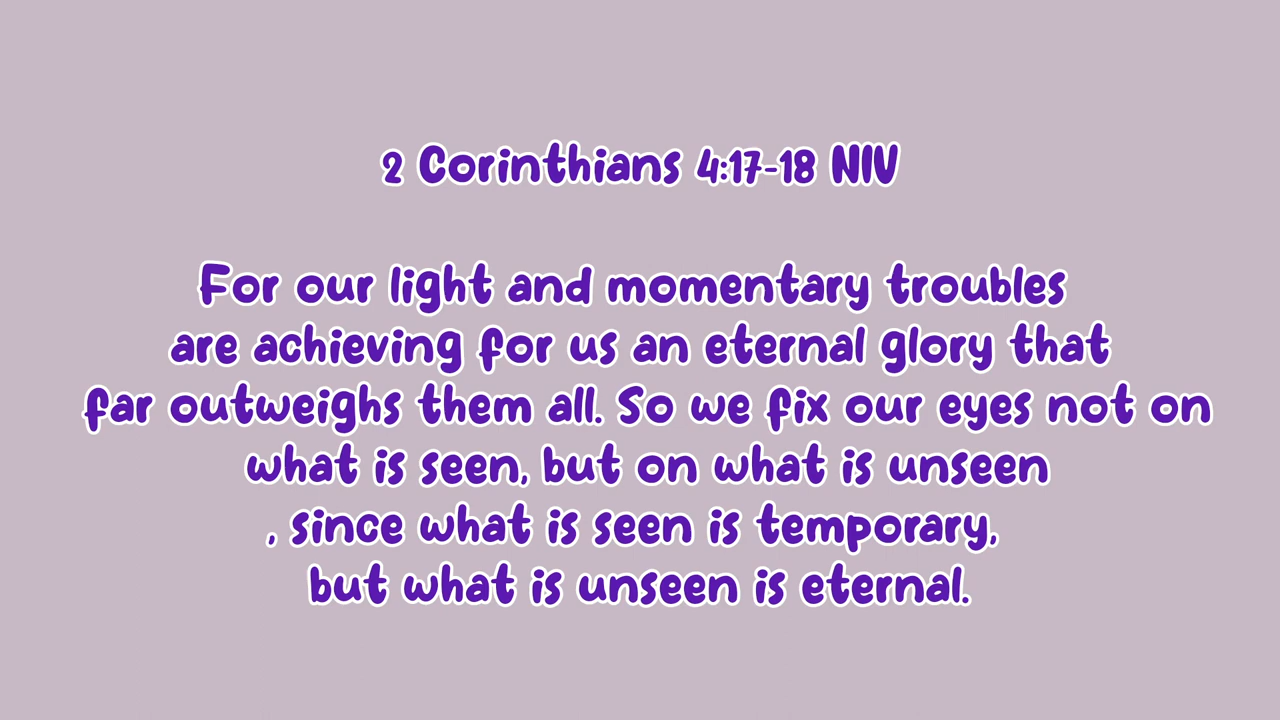 2 Corinthians 4:17-18 NIV
For our light and momentary troubles
are achieving for us an eternal glory that
far outweighs them all. So we fix our eyes not on
what is seen, but on what is unseen
, since what is seen is temporary,
but what is unseen is eternal.